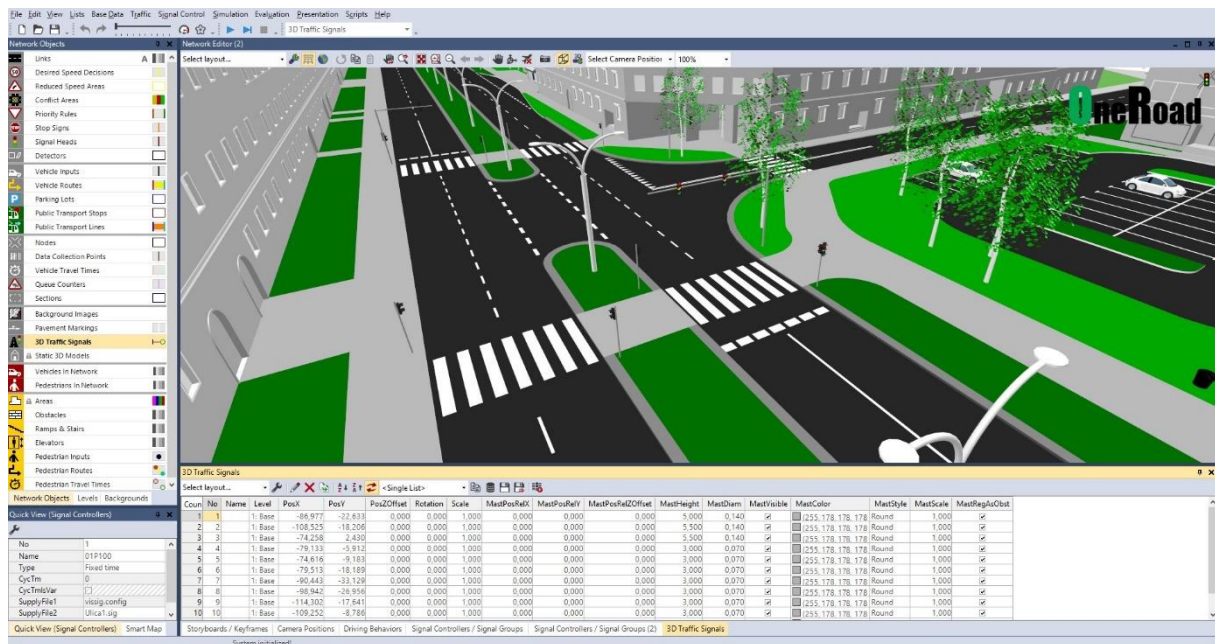 File Edit View Lists Base Data Traffic Signal Control Simulation Evaluation Presentation Scripts Help
3D Traffic Signals
Network Objects
Network Editor (2)
Select layout...
Select Camera Position
100%
Links
Desired Speed Decisions
Reduced Speed Areas
Conflict Areas
Priority Rules
Stop Signs
Signal Heads
Detectors
Vehicle Inputs
Vehicle Routes
Parking Lots
Public Transport Stops
Public Transport Lines
Nodes
Data Collection Points
Vehicle Travel Times
Queue Counters
Sections
Background Images
Pavement Markings
3D Traffic Signals
Static 3D Models
Vehicles In Network
Pedestrians In Network
Areas
Obstacles
Ramps & Stairs
Elevators
Pedestrian Inputs
Pedestrian Routes
Pedestrian Travel Times
Network Objects Levels Backgrounds
OneRoad
Quick View (Signal Controllers)
No 1
Name 01P100
Type Fixed time
CycTm 0
CycTmIsVar
SupplyFile1 vissig.config
SupplyFile2 Ulica1.sig
Quick View (Signal Controllers) Smart Map
3D Traffic Signals
Select layout... <Single List>
Coun No Name Level PosX PosY PosZOffset Rotation Scale MastPosRelX MastPosRelY MastPosRelZOffset MastHeight MastDiam MastVisible MastColor MastStyle MastScale MastRegAsObst
1 1 1: Base -86,977 -22,633 0,000 0,000 1,000 0,000 0,000 0,000 5,000 0,140 (255, 178, 178, 178 Round 1,000
2 2 1: Base -108,525 -18,206 0,000 0,000 1,000 0,000 0,000 0,000 5,500 0,140 (255, 178, 178, 178 Round 1,000
3 3 1: Base -74,258 2,430 0,000 0,000 1,000 0,000 0,000 0,000 5,500 0,140 (255, 178, 178, 178 Round 1,000
4 4 1: Base -79,133 -5,912 0,000 0,000 1,000 0,000 0,000 0,000 3,000 0,070 (255, 178, 178, 178 Round 1,000
5 5 1: Base -74,616 -9,183 0,000 0,000 1,000 0,000 0,000 0,000 3,000 0,070 (255, 178, 178, 178 Round 1,000
6 6 1: Base -79,513 -18,189 0,000 0,000 1,000 0,000 0,000 0,000 3,000 0,070 (255, 178, 178, 178 Round 1,000
7 7 1: Base -90,443 -33,129 0,000 0,000 1,000 0,000 0,000 0,000 3,000 0,070 (255, 178, 178, 178 Round 1,000
8 8 1: Base -98,942 -26,956 0,000 0,000 1,000 0,000 0,000 0,000 3,000 0,070 (255, 178, 178, 178 Round 1,000
9 9 1: Base -114,302 -17,641 0,000 0,000 1,000 0,000 0,000 0,000 3,000 0,070 (255, 178, 178, 178 Round 1,000
10 10 1: Base -109,252 -8,786 0,000 0,000 1,000 0,000 0,000 0,000 3,000 0,070 (255, 178, 178, 178 Round 1,000
Storyboards / Keyframes Camera Positions Driving Behaviors Signal Controllers / Signal Groups Signal Controllers / Signal Groups (2) 3D Traffic Signals
System initialized!